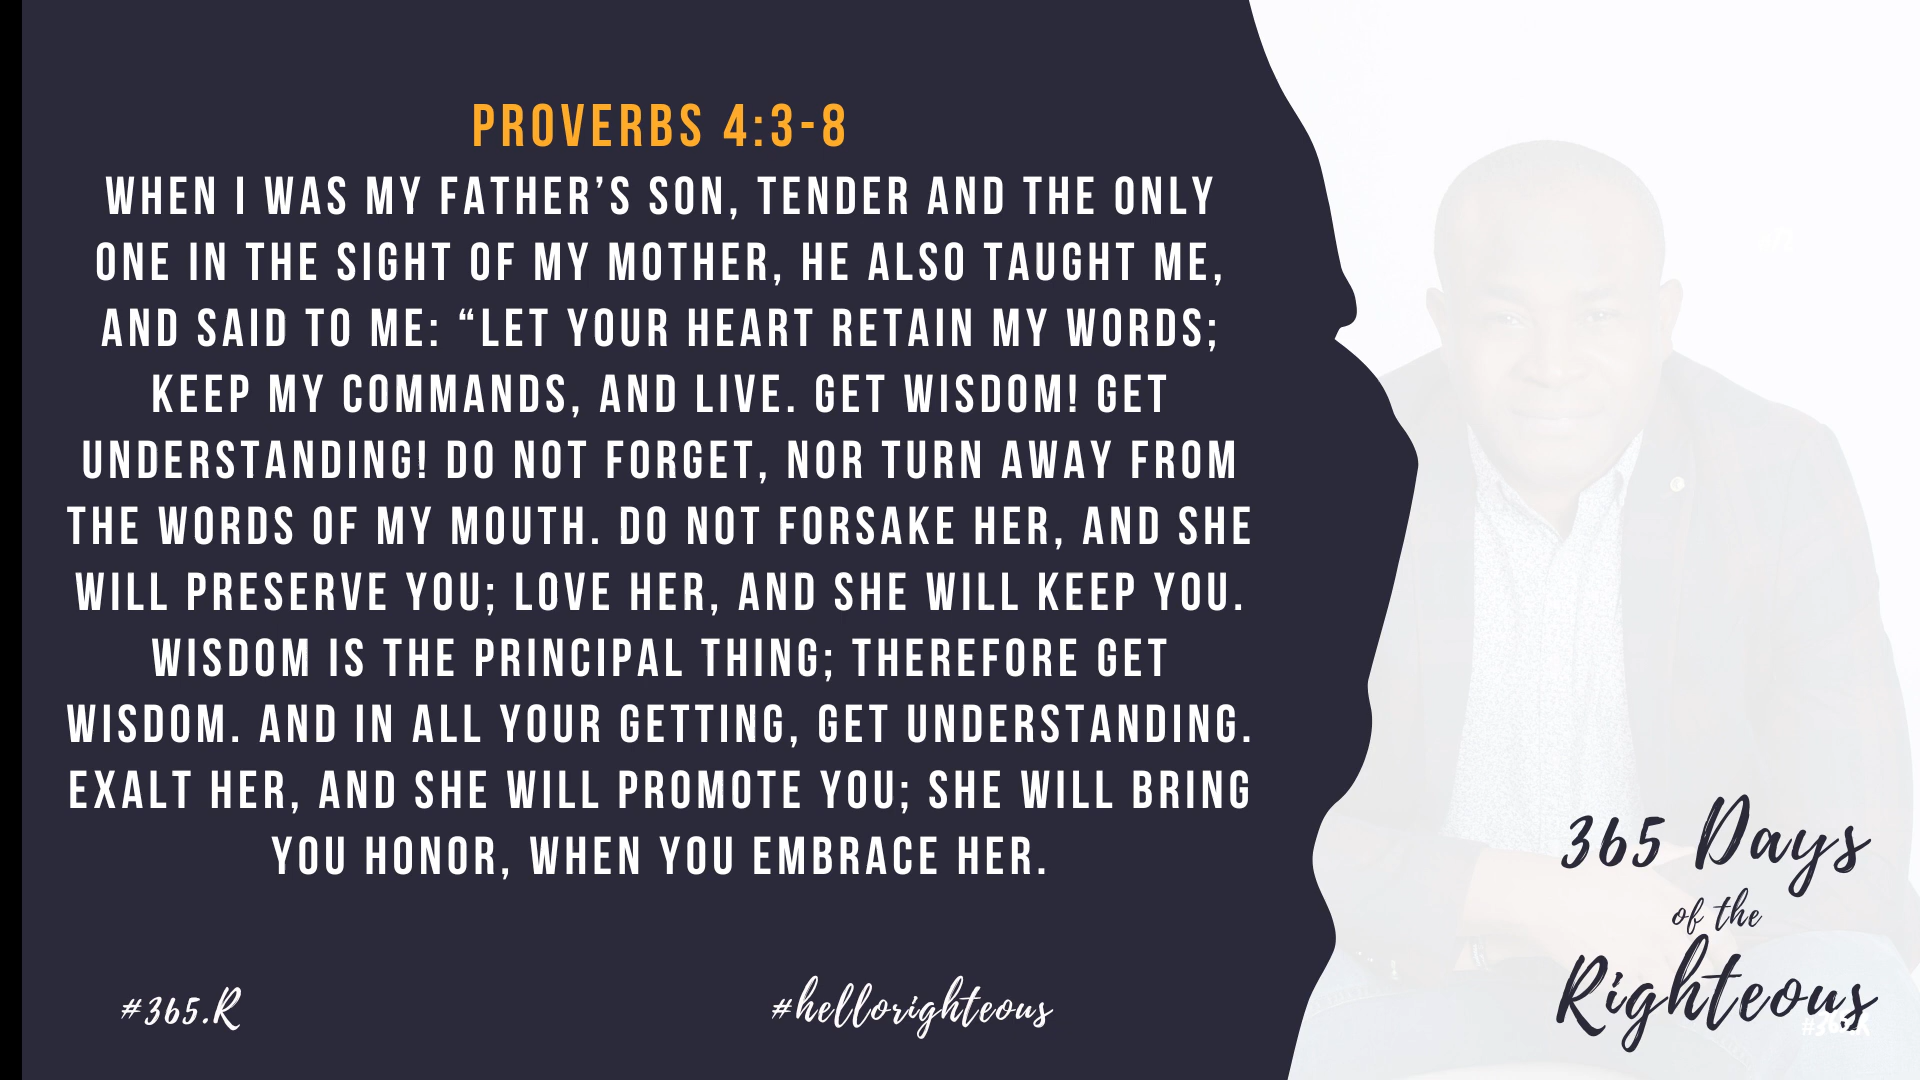 PROVERBS 4:3-8
WHEN I WAS MY FATHER’S SON, TENDER AND THE ONLY
ONE IN THE SIGHT OF MY MOTHER, HE ALSO TAUGHT ME,
AND SAID TO ME: “LET YOUR HEART RETAIN MY WORDS;
KEEP MY COMMANDS, AND LIVE. GET WISDOM! GET
UNDERSTANDING! DO NOT FORGET, NOR TURN AWAY FROM
THE WORDS OF MY MOUTH. DO NOT FORSAKE HER, AND SHE
WILL PRESERVE YOU; LOVE HER, AND SHE WILL KEEP YOU.
WISDOM IS THE PRINCIPAL THING; THEREFORE GET
WISDOM. AND IN ALL YOUR GETTING, GET UNDERSTANDING.
EXALT HER, AND SHE WILL PROMOTE YOU; SHE WILL BRING
YOU HONOR, WHEN YOU EMBRACE HER.
365 Days
of the
Righteous
#365.R
#hellorighteous
#365.R